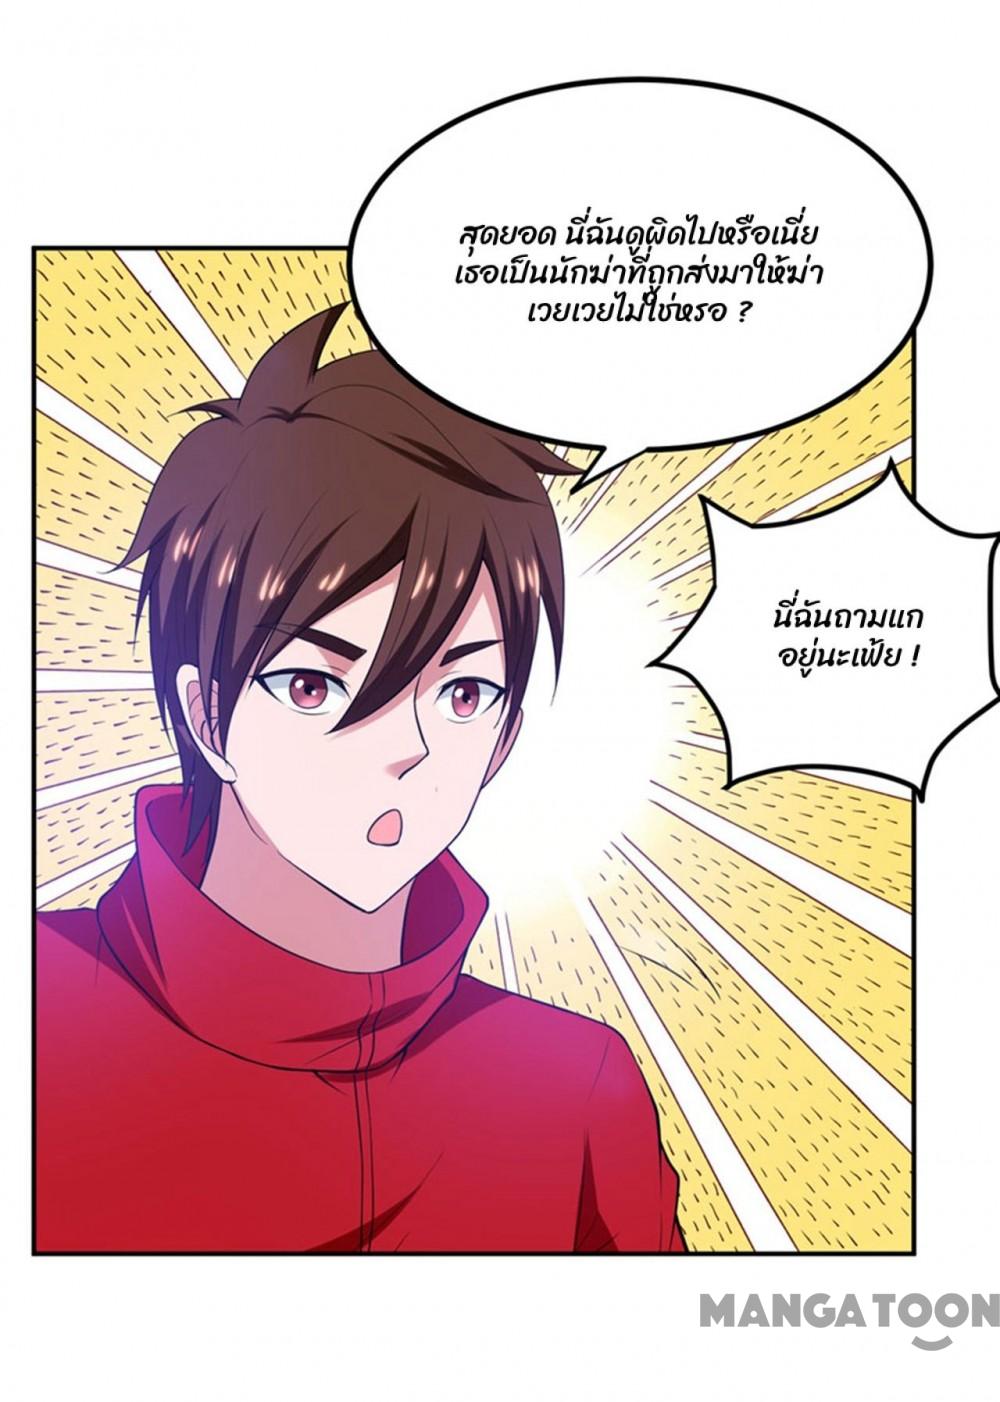 สุดยอด นี่ฉันดูผิดไปหรือเนี่ย
เธอเป็นนักฆ่าที่ถูกส่งมาให้ฆ่า
เวยเวยไม่ใช่หรอ ?
นี่ฉันถามแก
อยู่นะเฟ้ย !
MANGATOON